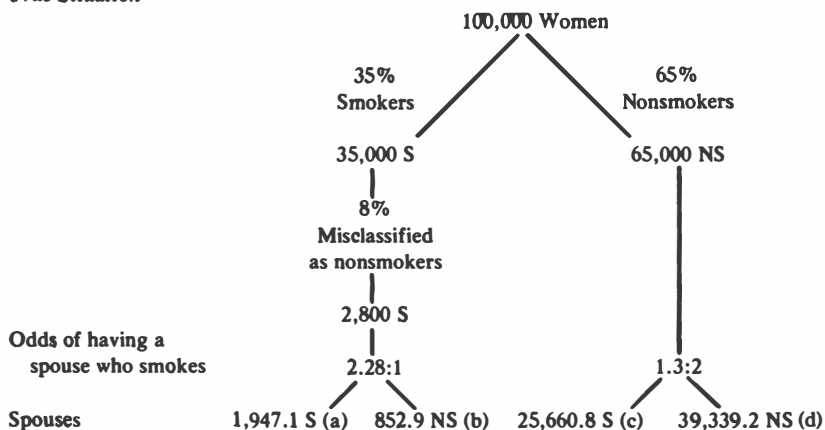 100,000 Women
35% 65%
Smokers Nonsmokers
35,000 S 65,000 NS
8%
Misclassified
as nonsmokers
2,800 S
Odds of having a
spouse who smokes 2.28:1 1.3:2
Spouses 1,947.1 S (a) 852.9 NS (b) 25,660.8 S (c) 39,339.2 NS (d)